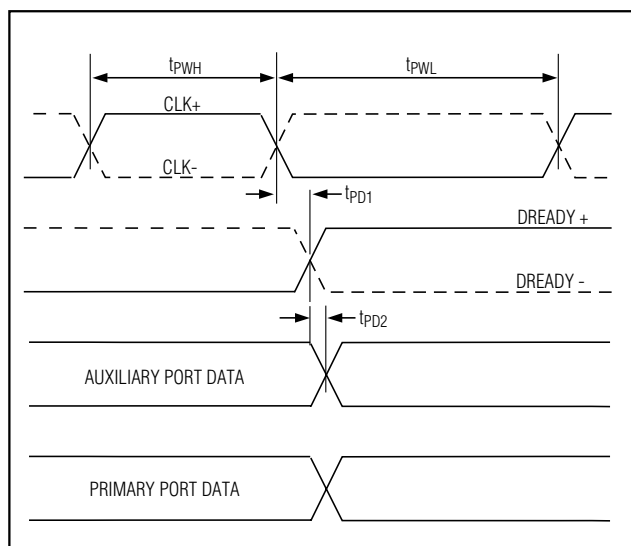 tPWH
tPWL
CLK+
CLK-
tPD1
DREADY +
DREADY -
tPD2
AUXILIARY PORT DATA
PRIMARY PORT DATA